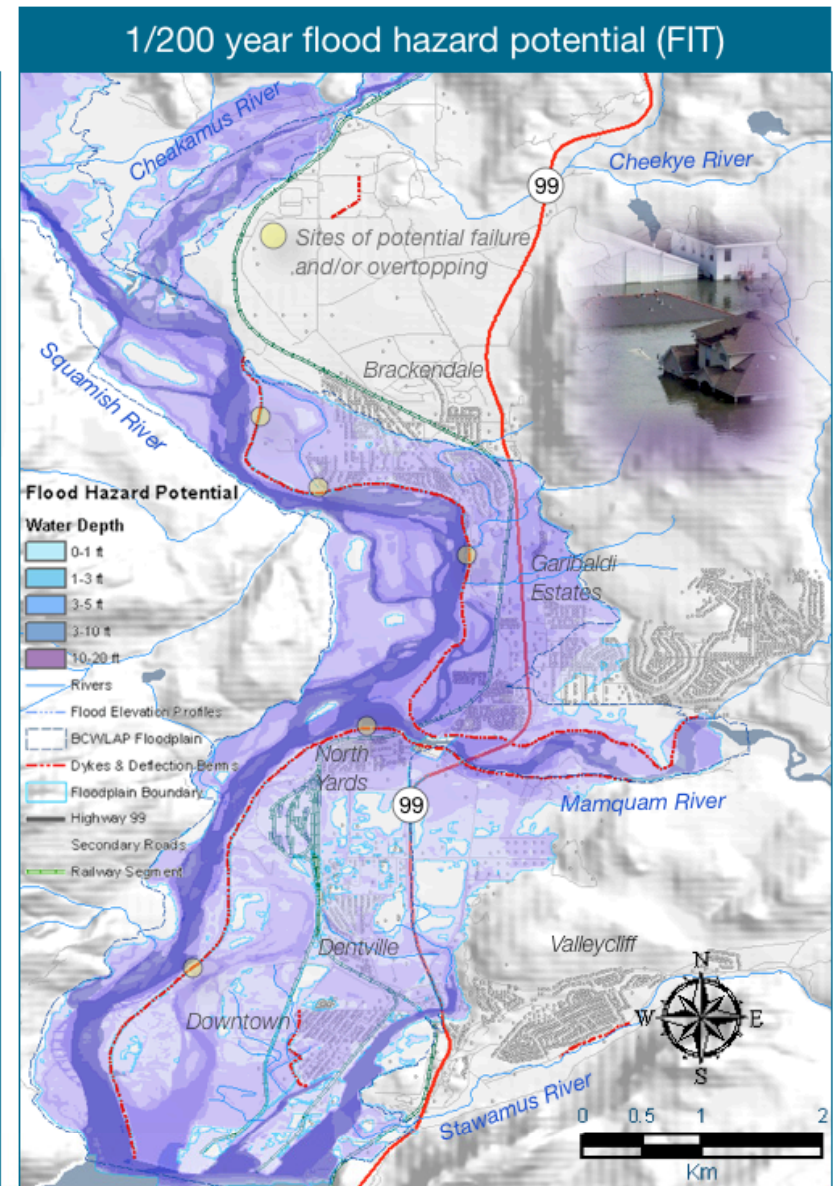 1/200 year flood hazard potential (FIT)
Cheakamus River
Cheekye River
99
Sites of potential failure
and/or overtopping
Brackendale
Squamish River
Flood Hazard Potential
Water Depth
0-1 ft
1-3 ft
3-5 ft
3-10 ft
10-20 ft
Rivers
Flood Elevation Profiles
BCWLAP Floodplain
Dykes & Deflection Berms
Floodplain Boundary
Highway 99
Secondary Roads
Railway Segment
Garibaldi
Estates
North
Yards
99
Mamquam River
Dentville
Valleycliff
Downtown
N
W
E
S
Stawamus River
0 0.5 1 2
Km